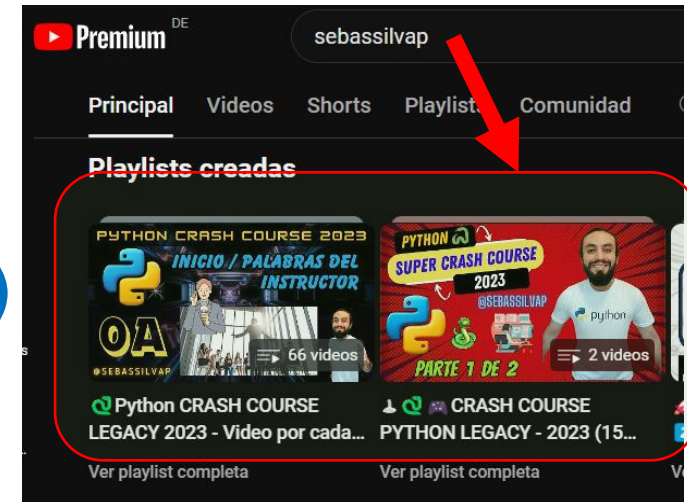 Premium DE
sebassilvap
Principal Videos Shorts Playlists Comunidad
Playlists creadas
PYTHON CRASH COURSE 2023
INICIO / PALABRAS DEL
INSTRUCTOR
0A
@SEBASSILVAP
66 videos
PYTHON
SUPER CRASH COURSE
2023
@SEBASSILVAP
python
PARTE 1 DE 2
2 videos
Python CRASH COURSE
LEGACY 2023 - Video por cada...
CRASH COURSE
PYTHON LEGACY - 2023 (15...
Ver playlist completa
Ver playlist completa